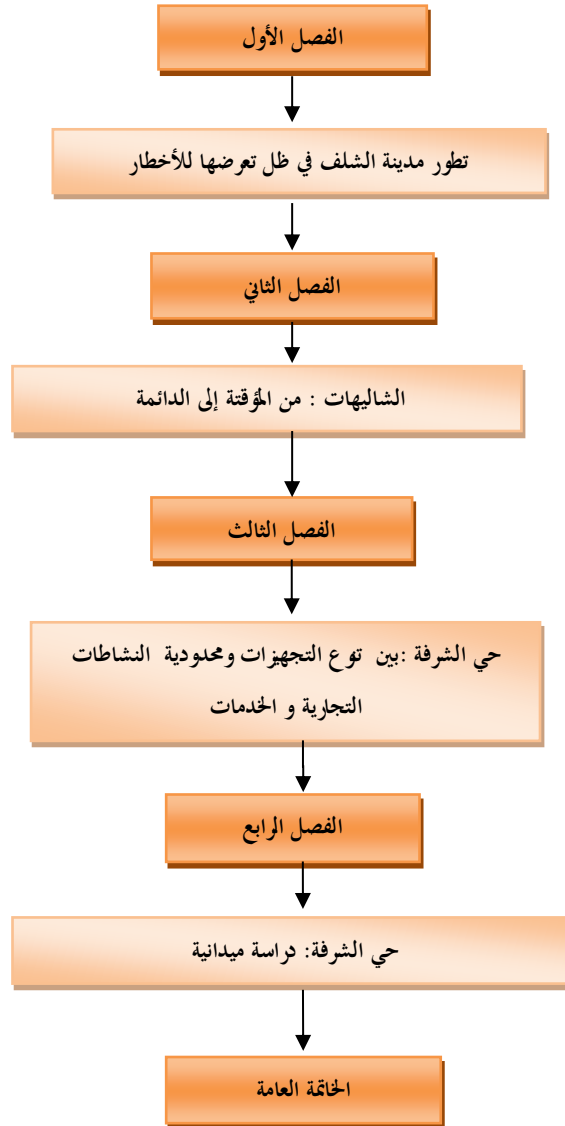 الفصل الأول
تطور مدينة الشلف في ظل تعرضها للأخطار
الفصل الثاني
الشاليهات : من المؤقتة إلى الدائمة
الفصل الثالث
حي الشرفة :بين توع التجهيزات ومحدودية النشاطات
التجارية و الخدمات
الفصل الرابع
حي الشرفة: دراسة ميدانية
الخاتمة العامة